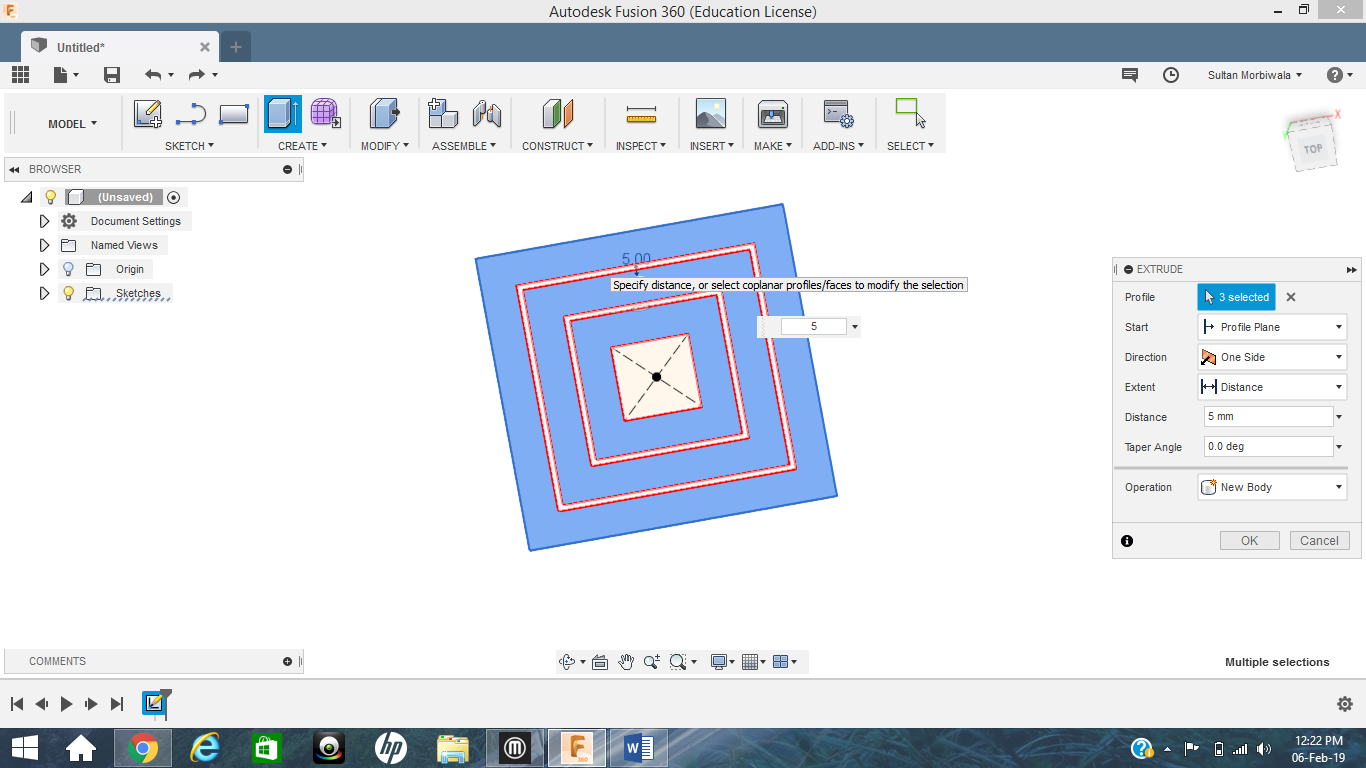 Autodesk Fusion 360 (Education License)
Untitled*
Sultan Morbiwala
MODEL
SKETCH
CREATE
MODIFY
ASSEMBLE
CONSTRUCT
INSPECT
INSERT
MAKE
ADD-INS
SELECT
X
TOP
BROWSER
(Unsaved)
Document Settings
Named Views
Origin
Sketches
5.00
Specify distance, or select coplanar profiles/faces to modify the selection
5
EXTRUDE
Profile 3 selected
Start Profile Plane
Direction One Side
Extent Distance
Distance 5 mm
Taper Angle 0.0 deg
Operation New Body
OK Cancel
COMMENTS
Multiple selections
12:22 PM
06-Feb-19